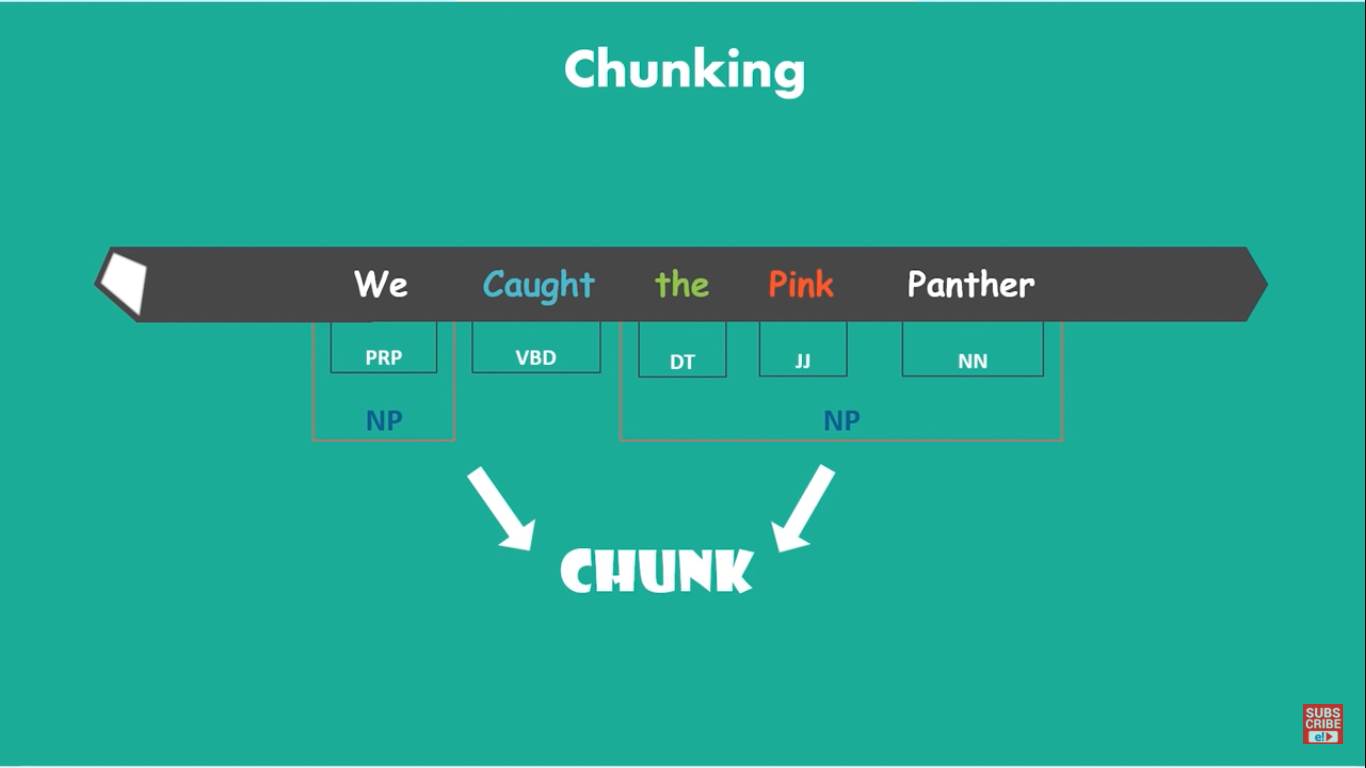 Chunking
We Caught the Pink Panther
PRP VBD DT JJ NN
NP NP
CHUNK
SUBS
CRIBE
e!